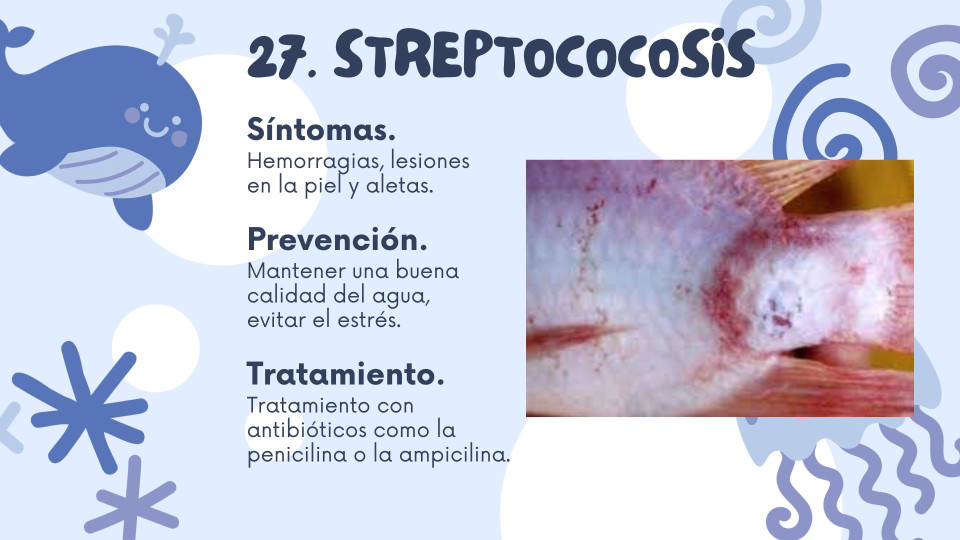 27. STREPTOCOCOSiS
Síntomas.
Hemorragias, lesiones
en la piel y aletas.
Prevención.
Mantener una buena
calidad del agua,
evitar el estrés.
Tratamiento.
Tratamiento con
antibióticos como la
penicilina o la ampicilina.